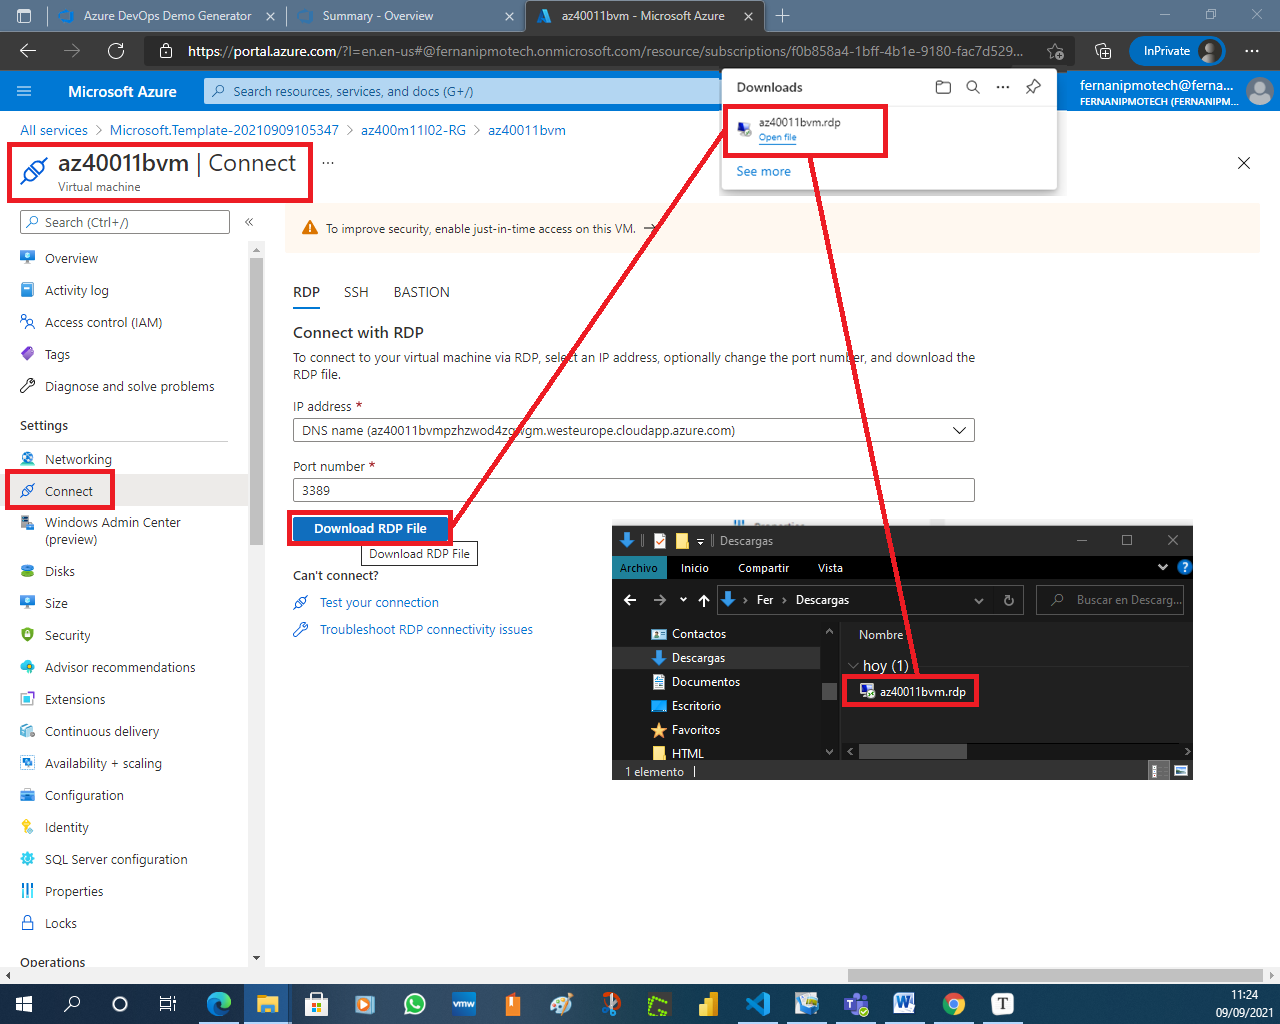 Azure DevOps Demo Generator
Summary - Overview
az40011bvm - Microsoft Azure
https://portal.azure.com/?l=en.en-us#@fernanipmotech.onmicrosoft.com/resource/subscriptions/f0b858a4-1bff-4b1e-9180-fac7d529...
InPrivate
Microsoft Azure
Search resources, services, and docs (G+/)
fernanipmotech@ferna...
FERNANIPMOTECH (FERNANIPM...
Downloads
az40011bvm.rdp
Open file
See more
All services > Microsoft.Template-20210909105347 > az400m11l02-RG > az40011bvm
az40011bvm | Connect ...
Virtual machine
Search (Ctrl+/)
«
To improve security, enable just-in-time access on this VM. →
Overview
Activity log
Access control (IAM)
Tags
Diagnose and solve problems
Settings
Networking
Connect
Windows Admin Center
(preview)
Disks
Size
Security
Advisor recommendations
Extensions
Continuous delivery
Availability + scaling
Configuration
Identity
SQL Server configuration
Properties
Locks
Operations
RDP SSH BASTION
Connect with RDP
To connect to your virtual machine via RDP, select an IP address, optionally change the port number, and download the
RDP file.
IP address *
Port number *
3389
Download RDP File
Download RDP File
Can't connect?
Test your connection
Troubleshoot RDP connectivity issues
Descargas
Archivo Inicio Compartir Vista
Fer > Descargas
Buscar en Descarg...
Contactos
Descargas
Documentos
Escritorio
Favoritos
HTML
Nombre
hoy (1)
az40011bvm.rdp
1 elemento
vmw
W
T
11:24
09/09/2021